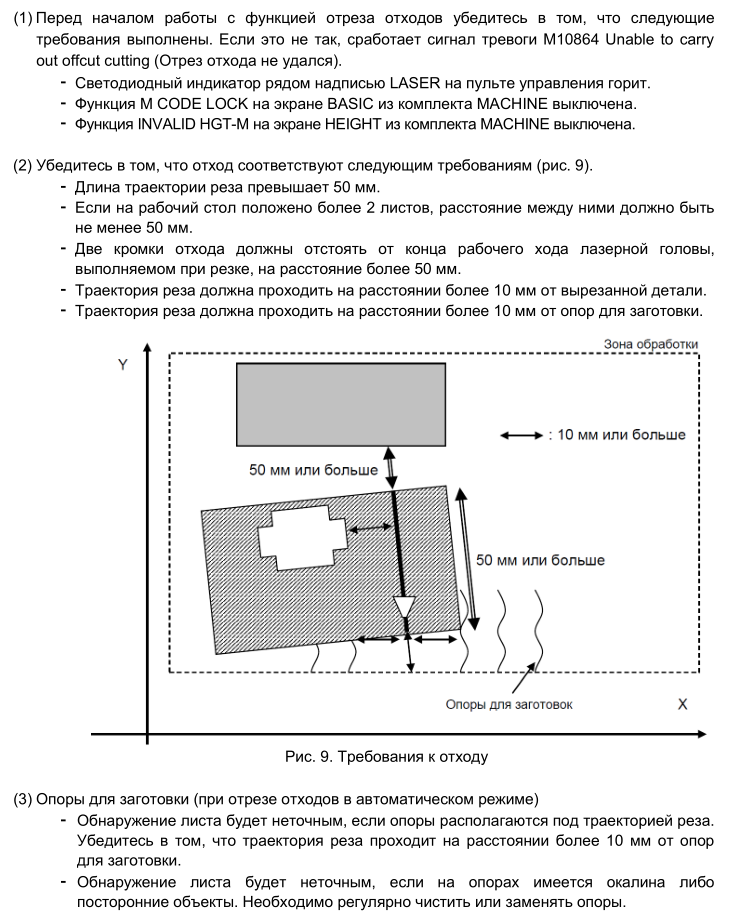 (1) Перед началом работы с функцией отреза отходов убедитесь в том, что следующие
требования выполнены. Если это не так, сработает сигнал тревоги M10864 Unable to carry
out offcut cutting (Отрез отхода не удался).
- Светодиодный индикатор рядом надписью LASER на пульте управления горит.
- Функция M CODE LOCK на экране BASIC из комплекта MACHINE выключена.
- Функция INVALID HGT-M на экране HEIGHT из комплекта MACHINE выключена.
(2) Убедитесь в том, что отход соответствуют следующим требованиям (рис. 9).
- Длина траектории реза превышает 50 мм.
- Если на рабочий стол положено более 2 листов, расстояние между ними должно быть
не менее 50 мм.
- Две кромки отхода должны отстоять от конца рабочего хода лазерной головы,
выполняемом при резке, на расстояние более 50 мм.
- Траектория реза должна проходить на расстоянии более 10 мм от вырезанной детали.
- Траектория реза должна проходить на расстоянии более 10 мм от опор для заготовки.
Зона обработки
Y
: 10 мм или больше
50 мм или больше
50 мм или больше
Опоры для заготовок
X
Рис. 9. Требования к отходу
(3) Опоры для заготовки (при отрезе отходов в автоматическом режиме)
- Обнаружение листа будет неточным, если опоры располагаются под траекторией реза.
Убедитесь в том, что траектория реза проходит на расстоянии более 10 мм от опор
для заготовки.
- Обнаружение листа будет неточным, если на опорах имеется окалина либо
посторонние объекты. Необходимо регулярно чистить или заменять опоры.